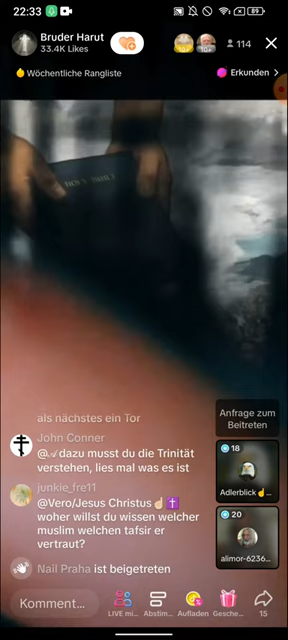 22:33
89
Bruder Harut
33.4K Likes
10+
10+
114
Wöchentliche Rangliste
Erkunden >
HOLY BIBLE
als nächstes ein Tor
John Conner
dazu musst du die Trinität
verstehen, lies mal was es ist
junkie_fre11
@Vero/Jesus Christus☝🏼✝️
woher willst du wissen welcher
muslim welchen tafsir er
vertraut?
Nail Praha ist beigetreten
Anfrage zum
Beitreten
18
Adlerblick☝...
20
alimor-6236...
Komment...
LIVE mi...
Abstim...
Aufladen
Gesche...
15